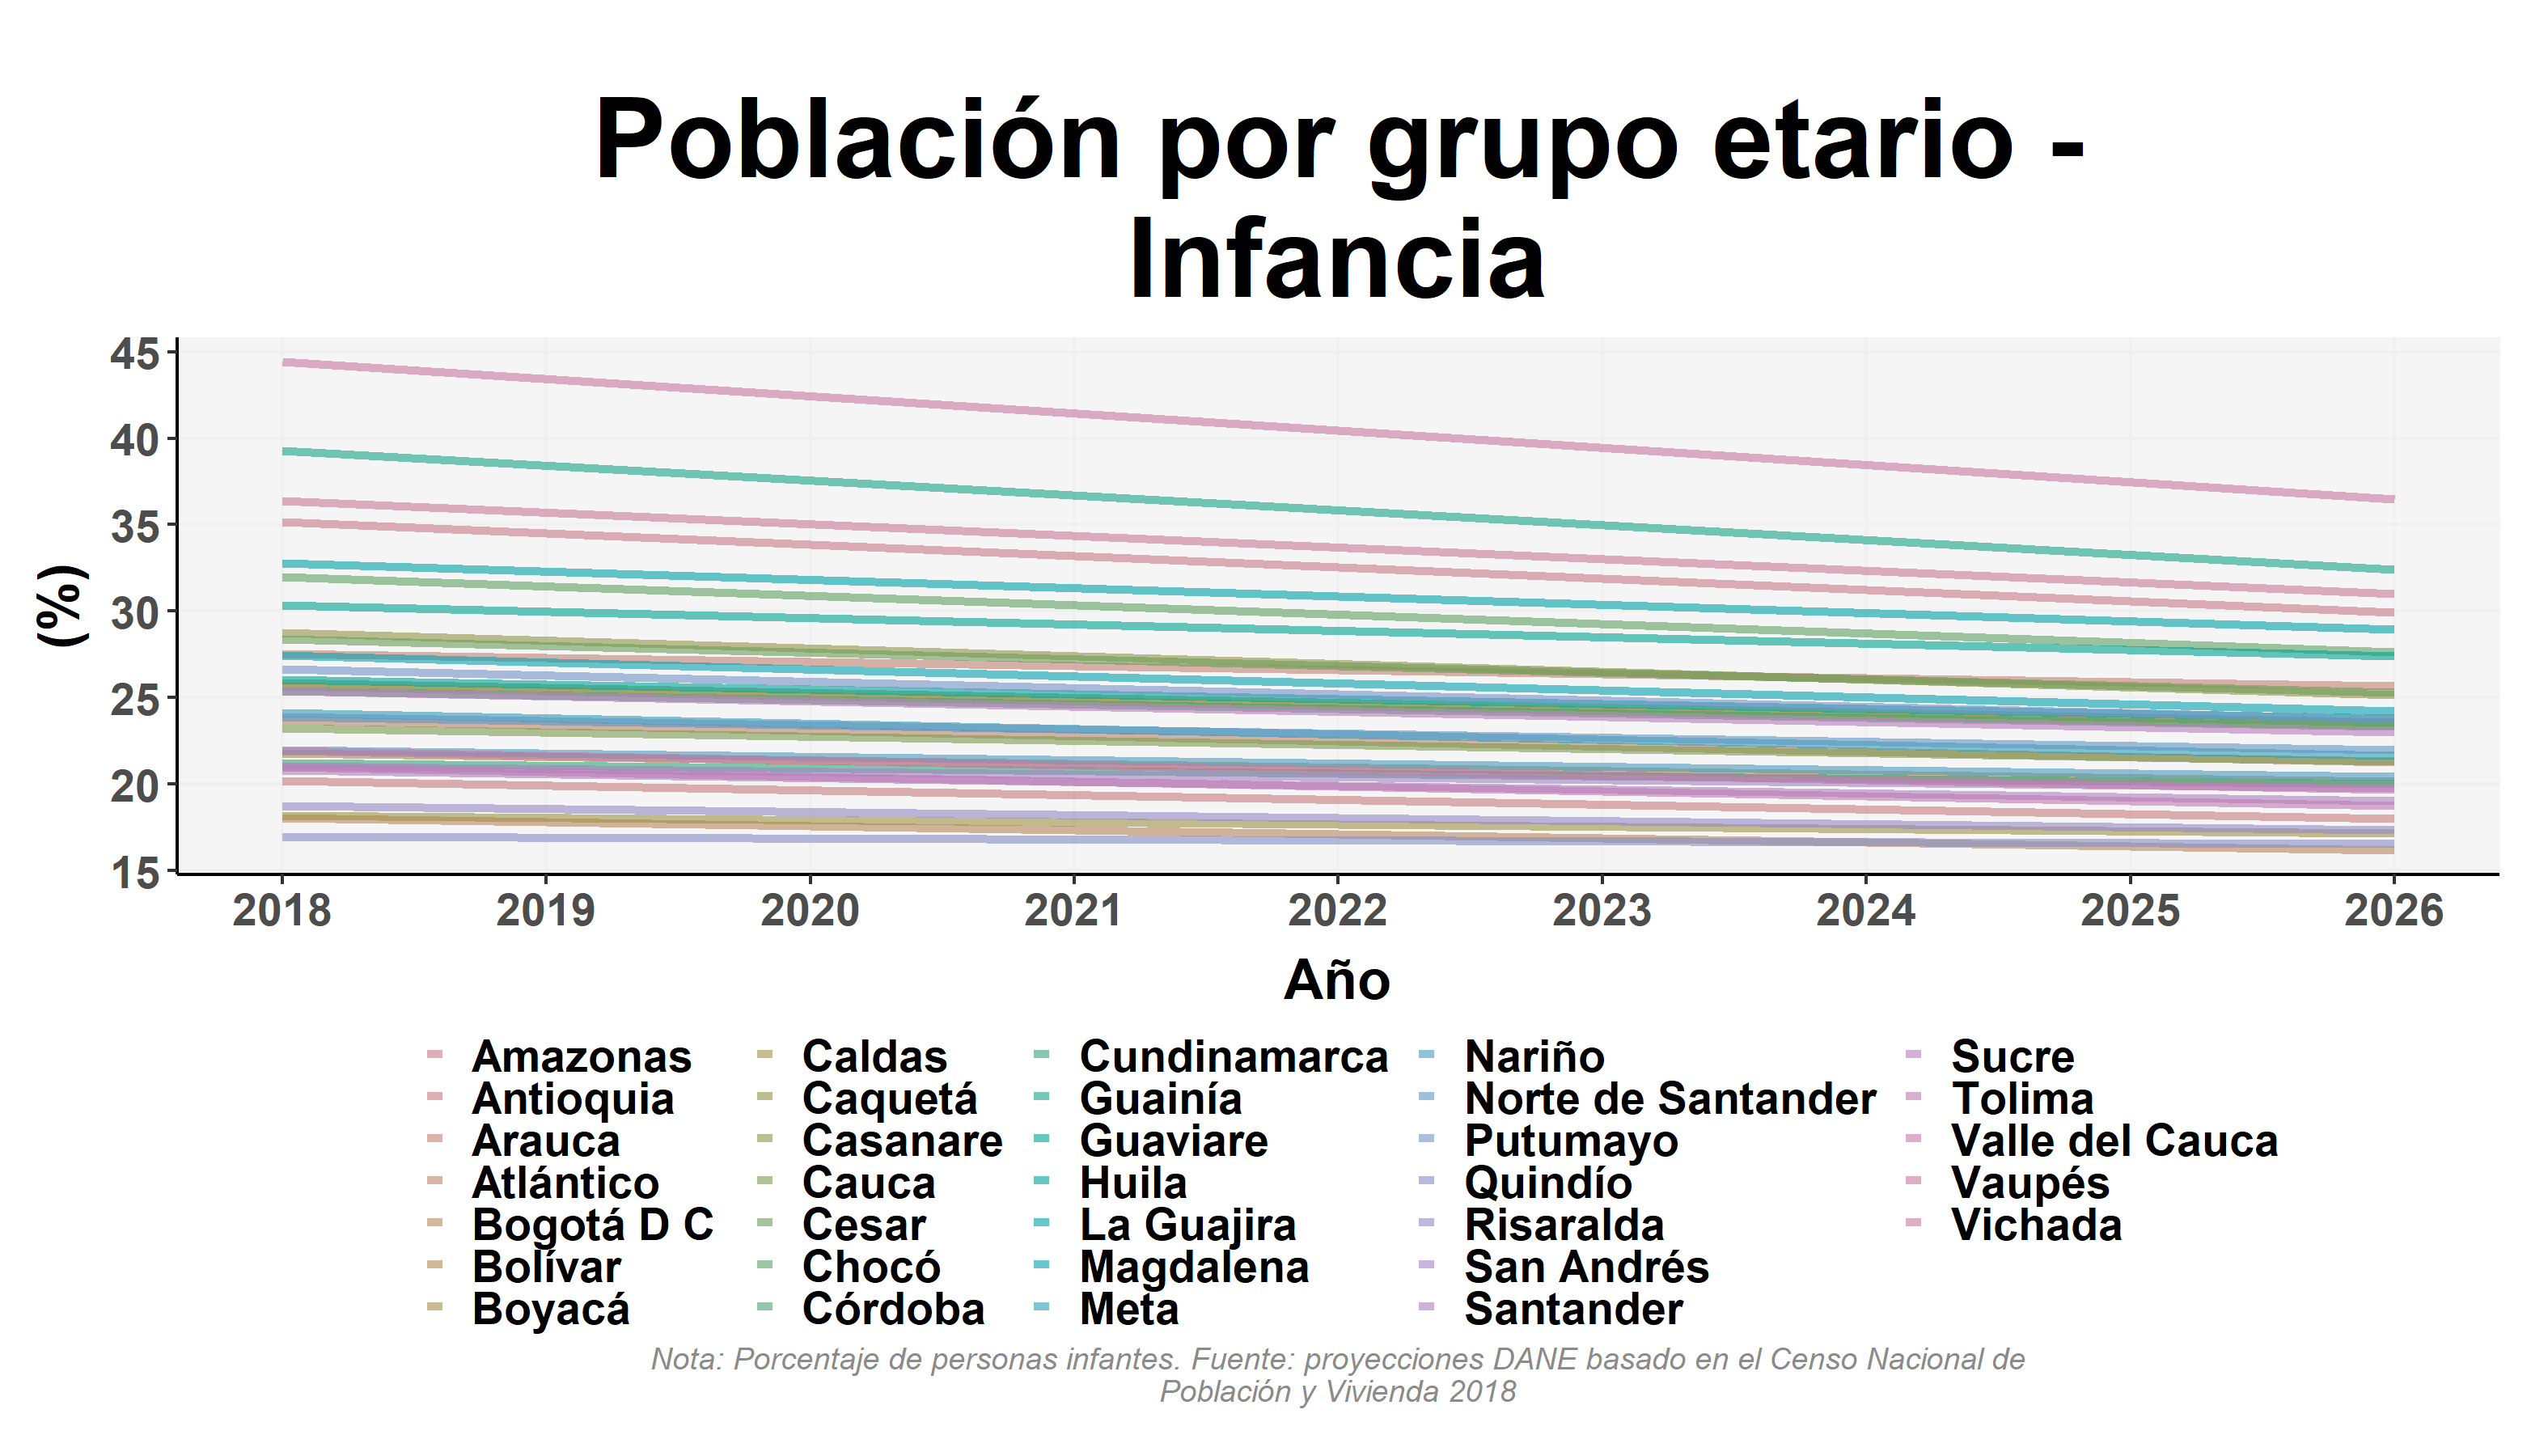 Población por grupo etario -
Infancia
(%)
45
40
35
30
25
20
15
2018 2019 2020 2021 2022 2023 2024 2025 2026
Año
Amazonas Caldas Cundinamarca Nariño Sucre
Antioquia Caquetá Guainía Norte de Santander Tolima
Arauca Casanare Guaviare Putumayo Valle del Cauca
Atlántico Cauca Huila Quindío Vaupés
Bogotá D C Cesar La Guajira Risaralda Vichada
Bolívar Chocó Magdalena San Andrés
Boyacá Córdoba Meta Santander
Nota: Porcentaje de personas infantes. Fuente: proyecciones DANE basado en el Censo Nacional de
Población y Vivienda 2018